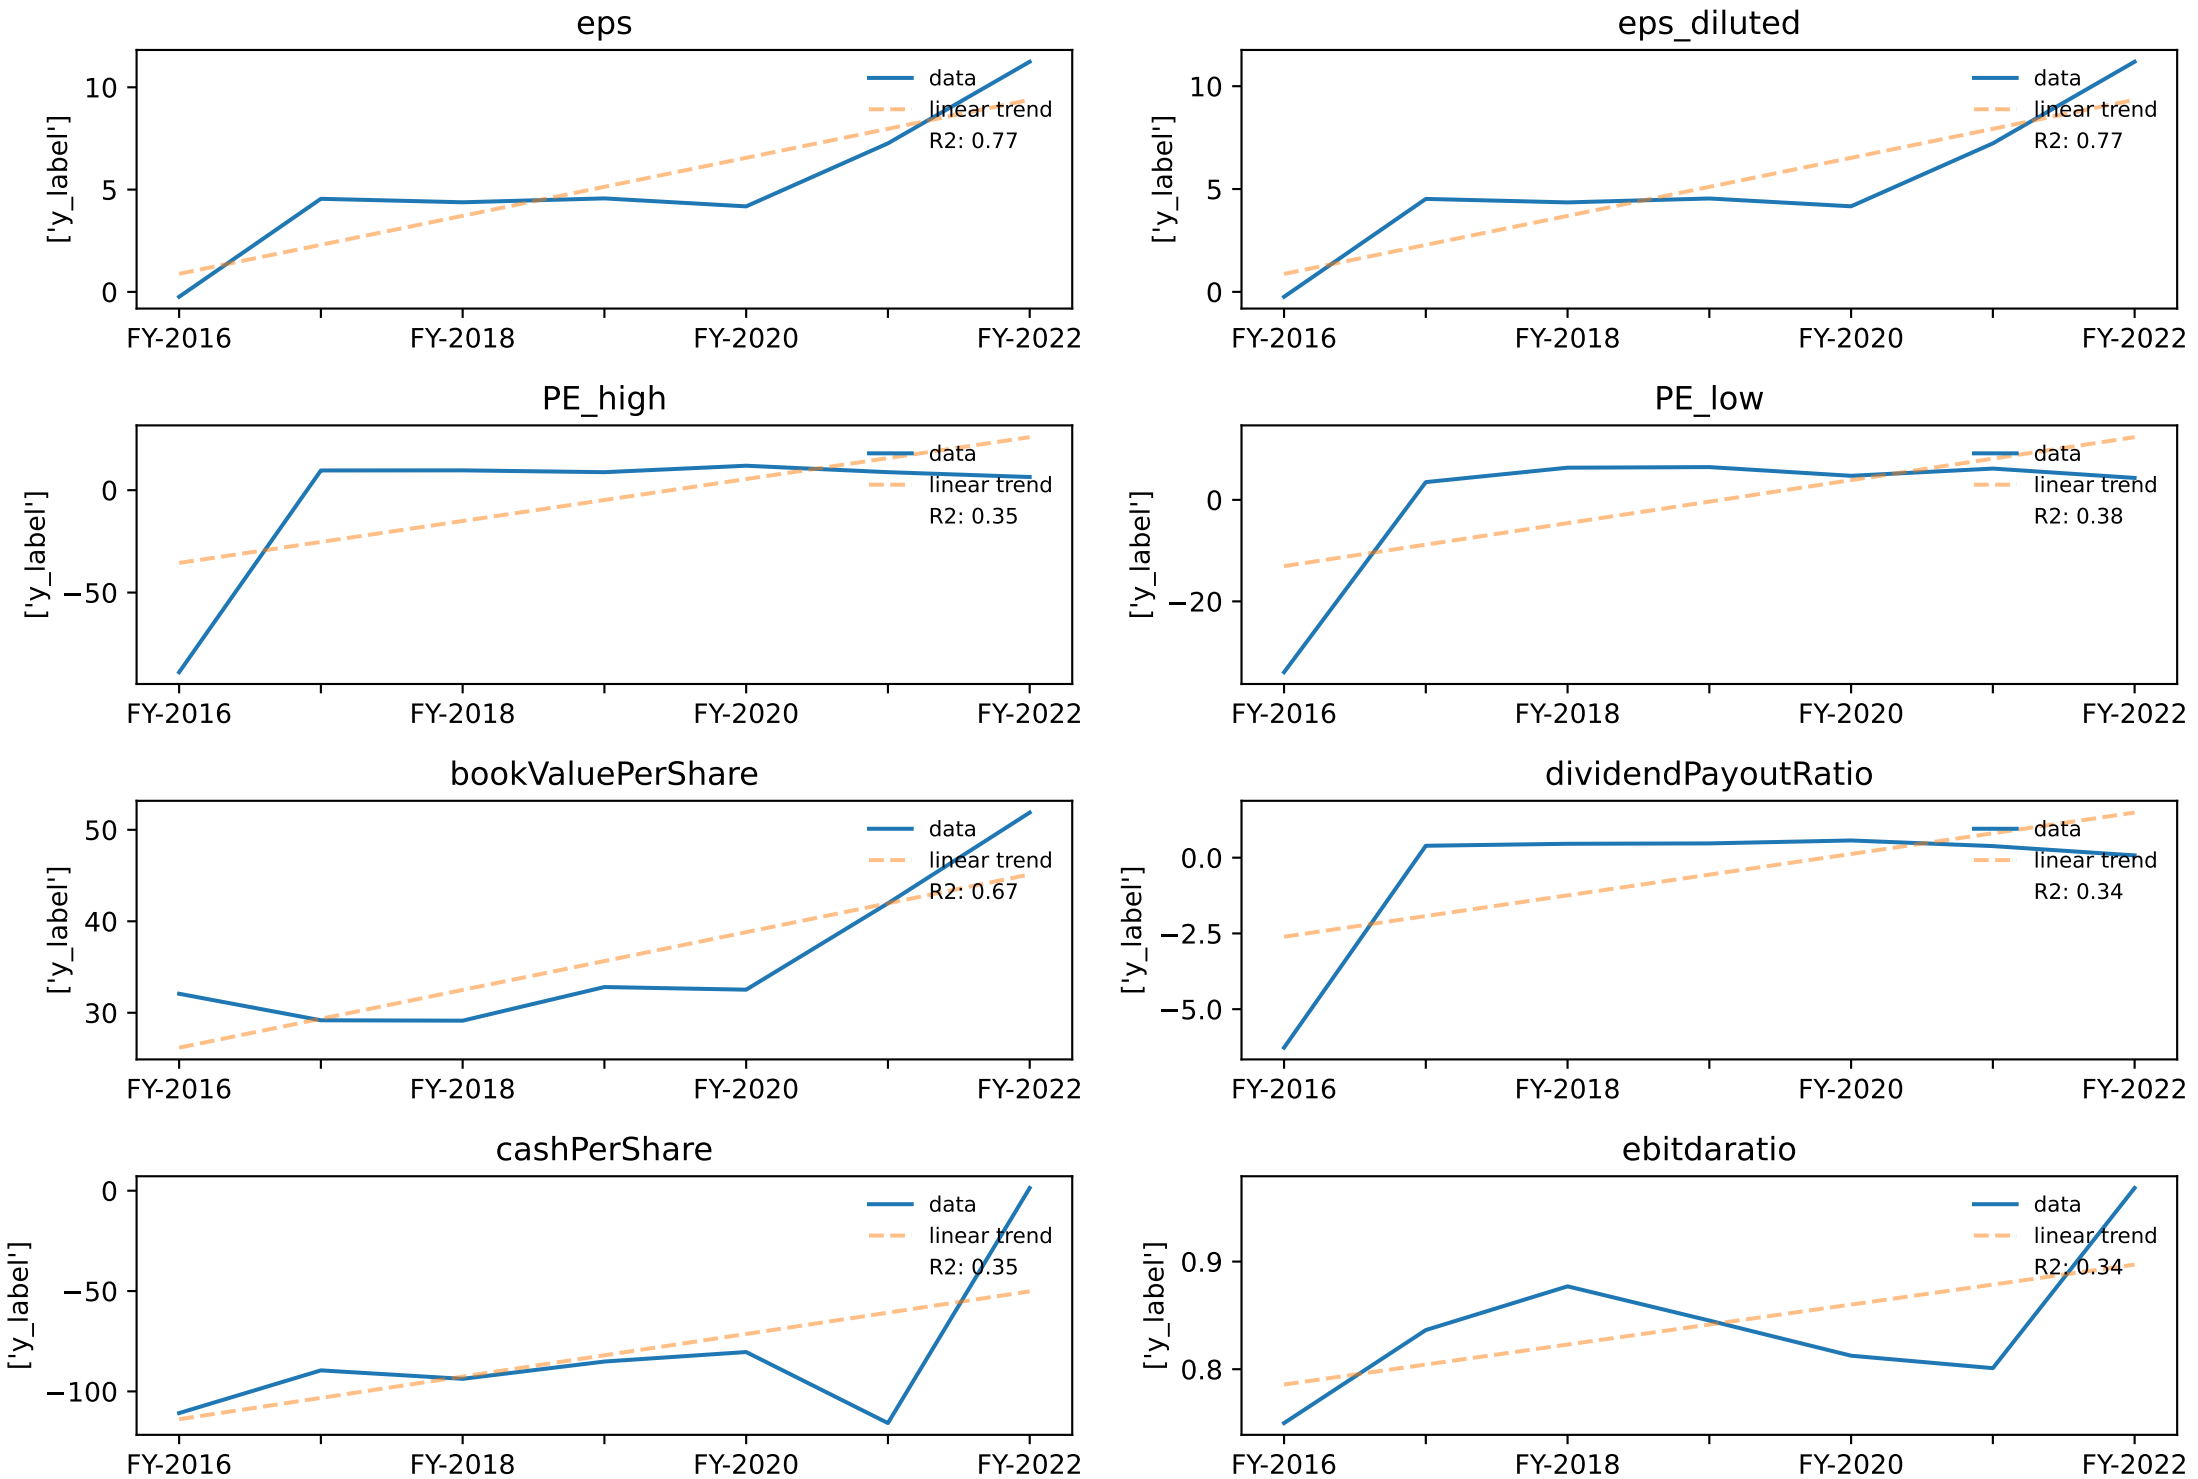 eps
['y_label']
10
5
0
data
linear trend
R2: 0.77
FY-2016
FY-2018
FY-2020
FY-2022
eps_diluted
['y_label']
10
5
0
data
linear trend
R2: 0.77
FY-2016
FY-2018
FY-2020
FY-2022
PE_high
['y_label']
0
−50
data
linear trend
R2: 0.35
FY-2016
FY-2018
FY-2020
FY-2022
PE_low
['y_label']
0
−20
data
linear trend
R2: 0.38
FY-2016
FY-2018
FY-2020
FY-2022
bookValuePerShare
['y_label']
50
40
30
data
linear trend
R2: 0.67
FY-2016
FY-2018
FY-2020
FY-2022
dividendPayoutRatio
['y_label']
0.0
−2.5
−5.0
data
linear trend
R2: 0.34
FY-2016
FY-2018
FY-2020
FY-2022
cashPerShare
['y_label']
0
−50
−100
data
linear trend
R2: 0.35
FY-2016
FY-2018
FY-2020
FY-2022
ebitdaratio
['y_label']
0.9
0.8
data
linear trend
R2: 0.34
FY-2016
FY-2018
FY-2020
FY-2022